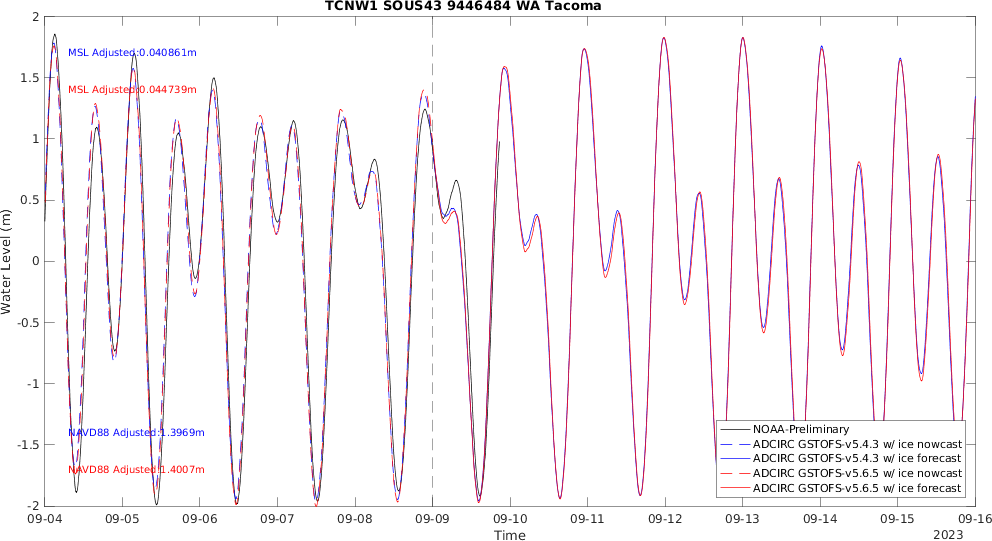 TCNW1 SOUS43 9446484 WA Tacoma
2
1.5
1
0.5
0
-0.5
-1
-1.5
-2
Water Level (m)
MSL Adjusted:0.040861m
MSL Adjusted:0.044739m
NAVD88 Adjusted:1.3969m
NAVD88 Adjusted:1.4007m
NOAA-Preliminary
ADCIRC GSTOFS-v5.4.3 w/ ice nowcast
ADCIRC GSTOFS-v5.4.3 w/ ice forecast
ADCIRC GSTOFS-v5.6.5 w/ ice nowcast
ADCIRC GSTOFS-v5.6.5 w/ ice forecast
09-04 09-05 09-06 09-07 09-08 09-09 09-10 09-11 09-12 09-13 09-14 09-15 09-16
Time
2023